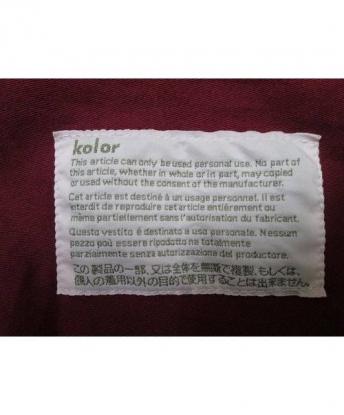 kolor
This article can only be used personal use. No part of
this article, whether in whole or in part, may copied
or used without the consent of the manufacturer.
Cet article est destiné à un usage personnel. Il est
interdit de reproduire cet article entièrement ou
même partiellement sans l'autorisation du fabricant.
Questo vestito è destinato a uso personale. Nessun
pezzo può essere riprodotto ne totalmente
parzialmente senza autorizzazione del produttore.
この製品の一部、又は全体を無断で複製、もしくは、
個人の着用以外の目的で使用することは出来ません。